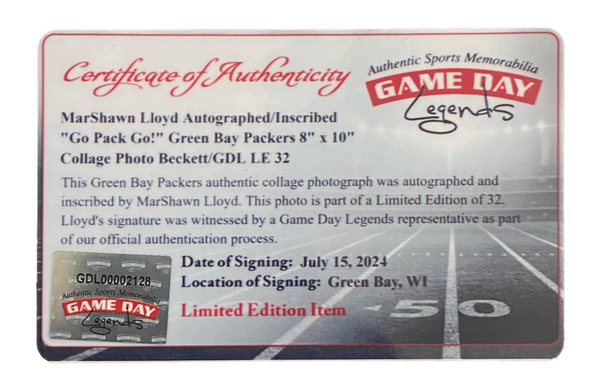 Certificate of Authenticity
Authentic Sports Memorabilia
GAME DAY
Legends
MarShawn Lloyd Autographed/Inscribed
"Go Pack Go!" Green Bay Packers 8" x 10"
Collage Photo Beckett/GDL LE 32
This Green Bay Packers authentic collage photograph was autographed and
inscribed by MarShawn Lloyd. This photo is part of a Limited Edition of 32.
Lloyd's signature was witnessed by a Game Day Legends representative as part
of our official authentication process.
GDL00002128
Authentic Sports Memorabilia
GAME DAY
Legends
Date of Signing: July 15, 2024
Location of Signing: Green Bay, WI
Limited Edition Item
50